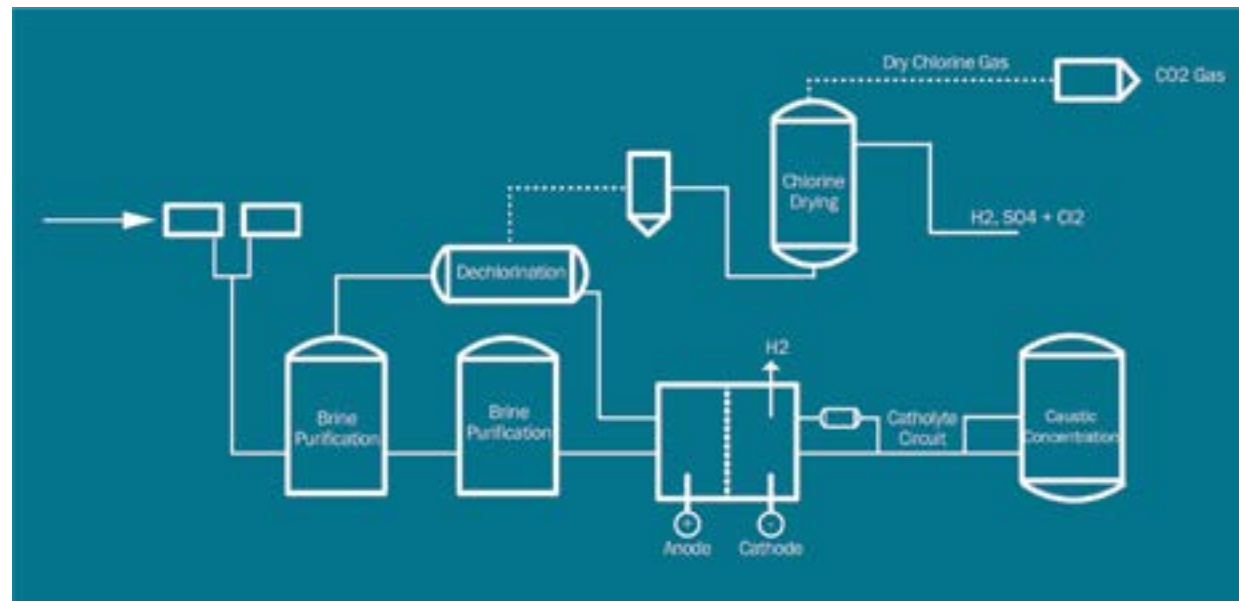 Dry Chlorine Gas
CO2 Gas
Chlorine
Drying
H2, SO4 + Cl2
Dechlorination
H2
Brine
Purification
Brine
Purification
Catholyte
Circuit
Caustic
Concentration
+
-
Anode
Cathode